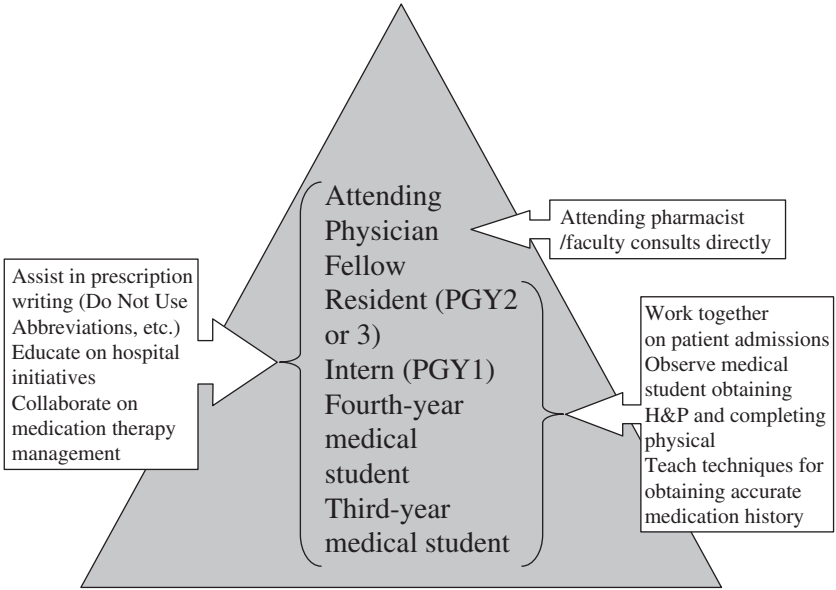 Attending
Physician
Fellow
Resident (PGY2
or 3)
Intern (PGY1)
Fourth-year
medical
student
Third-year
medical student
Attending pharmacist
/faculty consults directly
Assist in prescription
writing (Do Not Use
Abbreviations, etc.)
Educate on hospital
initiatives
Collaborate on
medication therapy
management
Work together
on patient admissions
Observe medical
student obtaining
H&P and completing
physical
Teach techniques for
obtaining accurate
medication history